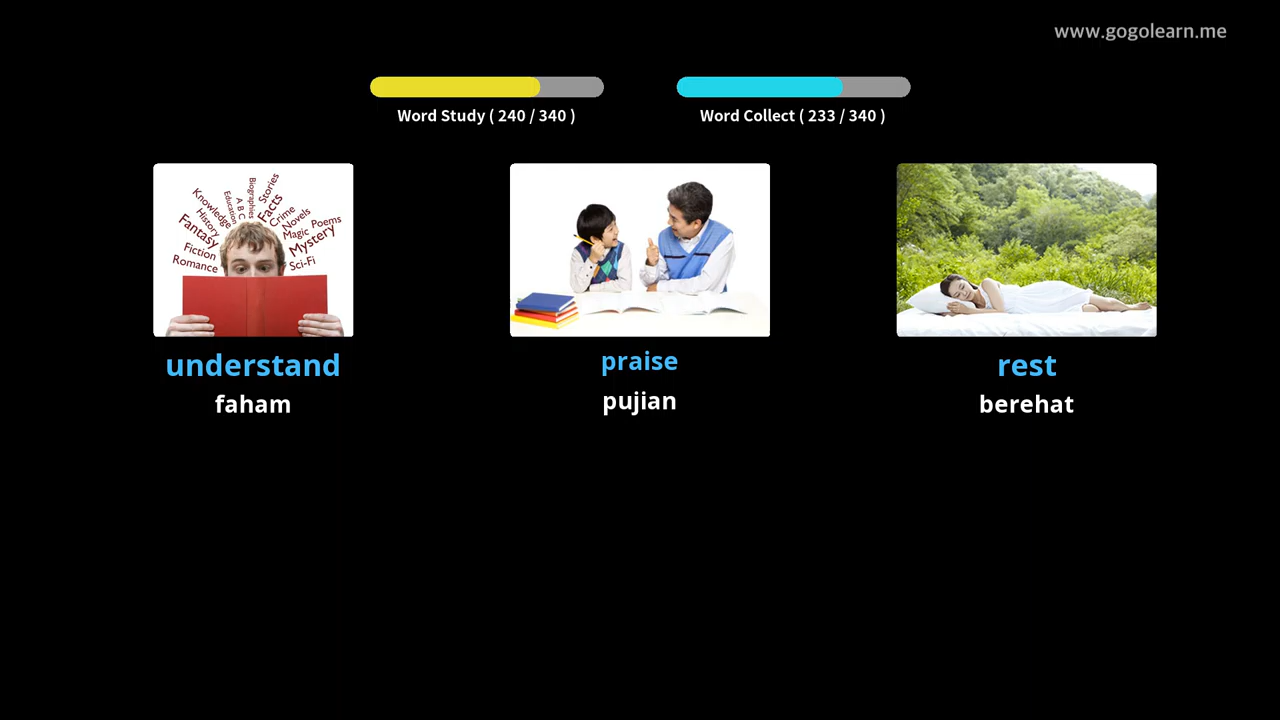 www.gogolearn.me
Word Study ( 240 / 340 )
Word Collect ( 233 / 340 )
Knowledge
History
Fantasy
Fiction
Romance
Education
A B C
Biographies
Stories
Facts
Crime
Novels
Magic
Poems
Mystery
Sci-Fi
understand
praise
rest
faham
pujian
berehat